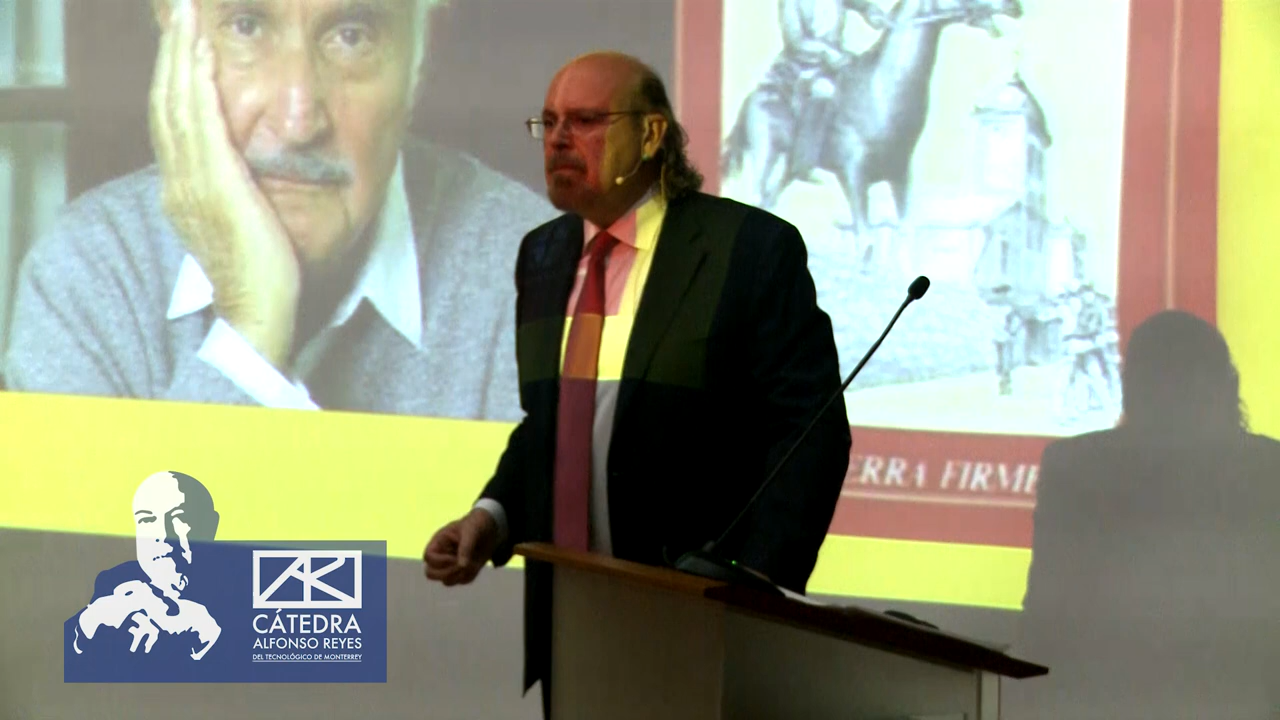 ERRA FIRME
CÁTEDRA
ALFONSO REYES
DEL TECNOLÓGICO DE MONTERREY